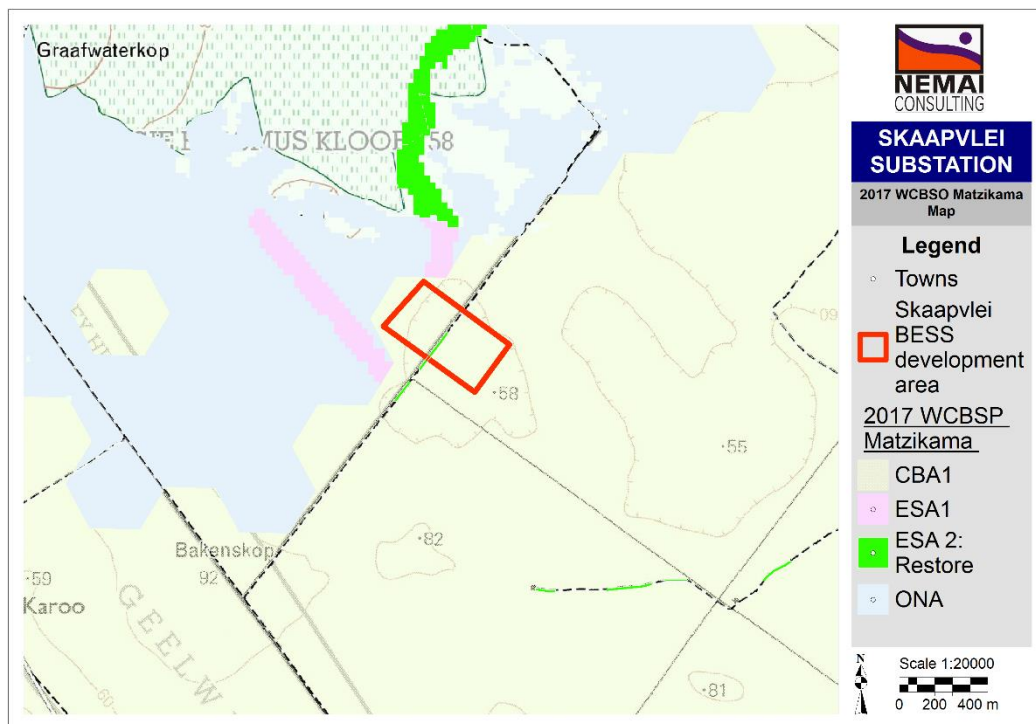 Graafwaterkop
MUS KLOOF 58
58
55
Bakenskop
92
82
59
Karoo
GEELW
60
81
09
NEMAI
CONSULTING
SKAAPVLEI
SUBSTATION
2017 WCBSO Matzikama
Map
Legend
Towns
Skaapvlei
BESS
development
area
2017 WCBSP
Matzikama
CBA1
ESA1
ESA 2:
Restore
ONA
N
Scale 1:20000
0 200 400 m